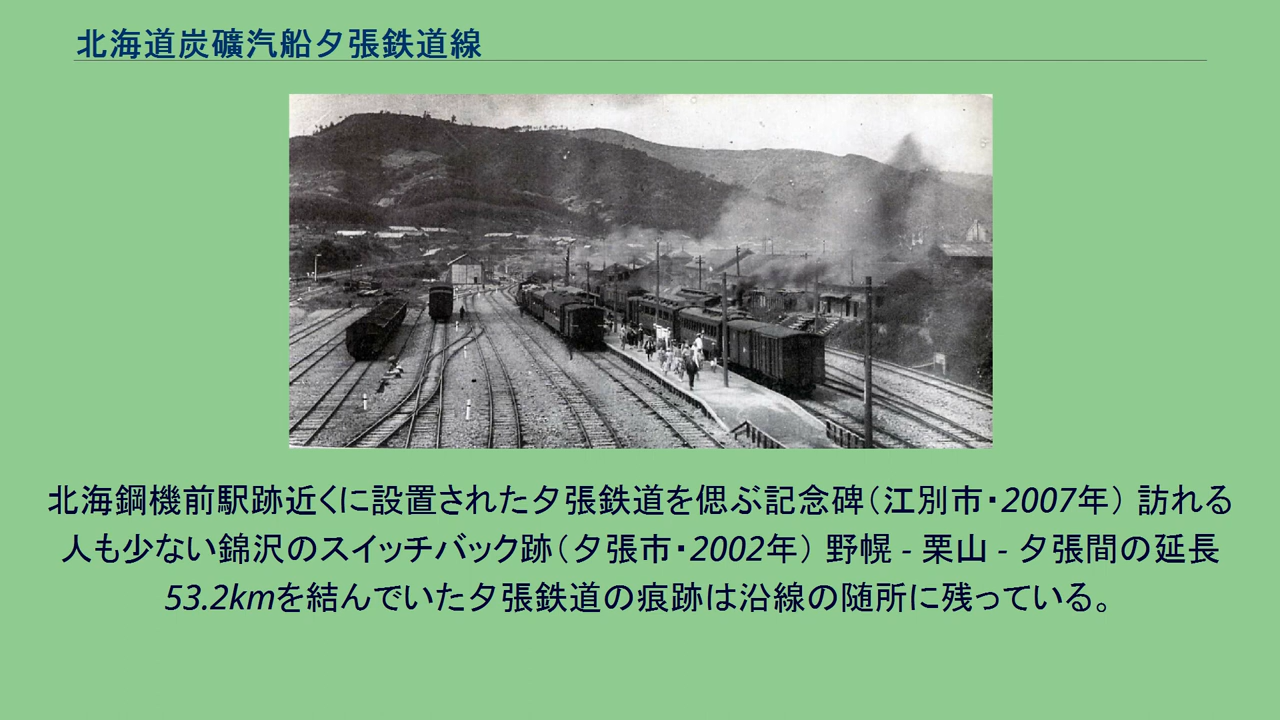 北海道炭礦汽船夕張鉄道線
北海鋼機前駅跡近くに設置された夕張鉄道を偲ぶ記念碑（江別市・2007年） 訪れる
人も少ない錦沢のスイッチバック跡（夕張市・2002年） 野幌 - 栗山 - 夕張間の延長
53.2kmを結んでいた夕張鉄道の痕跡は沿線の随所に残っている。